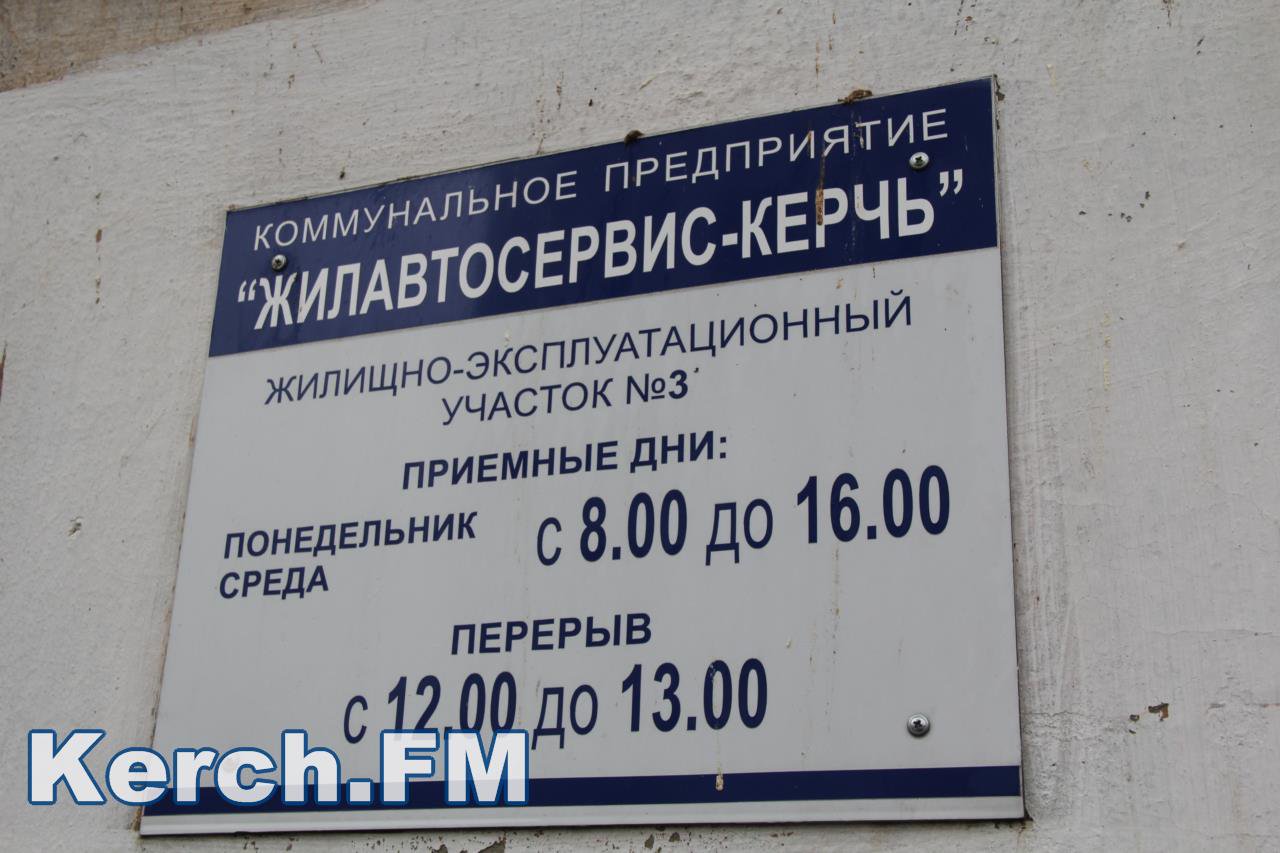 КОММУНАЛЬНОЕ ПРЕДПРИЯТИЕ
“ЖИЛАВТОСЕРВИС-КЕРЧЬ”
ЖИЛИЩНО-ЭКСПЛУАТАЦИОННЫЙ
УЧАСТОК №3
ПРИЕМНЫЕ ДНИ:
ПОНЕДЕЛЬНИК
СРЕДА
С 8.00 ДО 16.00
ПЕРЕРЫВ
С 12.00 ДО 13.00
Kerch.FM